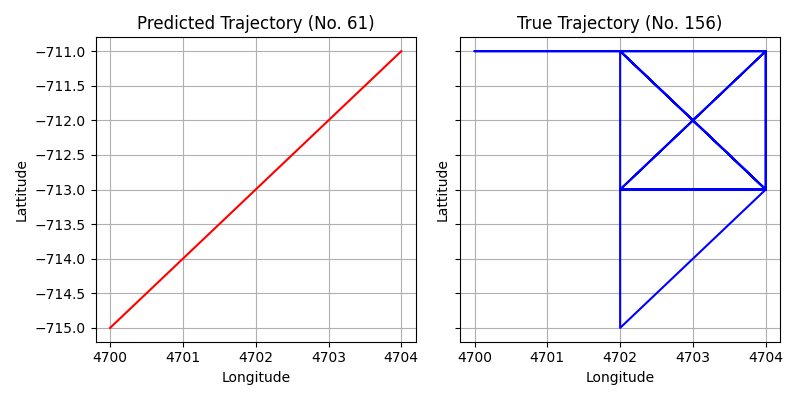 Predicted Trajectory (No. 61)
True Trajectory (No. 156)
−711.0
−711.5
−712.0
−712.5
−713.0
−713.5
−714.0
−714.5
−715.0
Lattitude
4700 4701 4702 4703 4704
Longitude
Lattitude
4700 4701 4702 4703 4704
Longitude